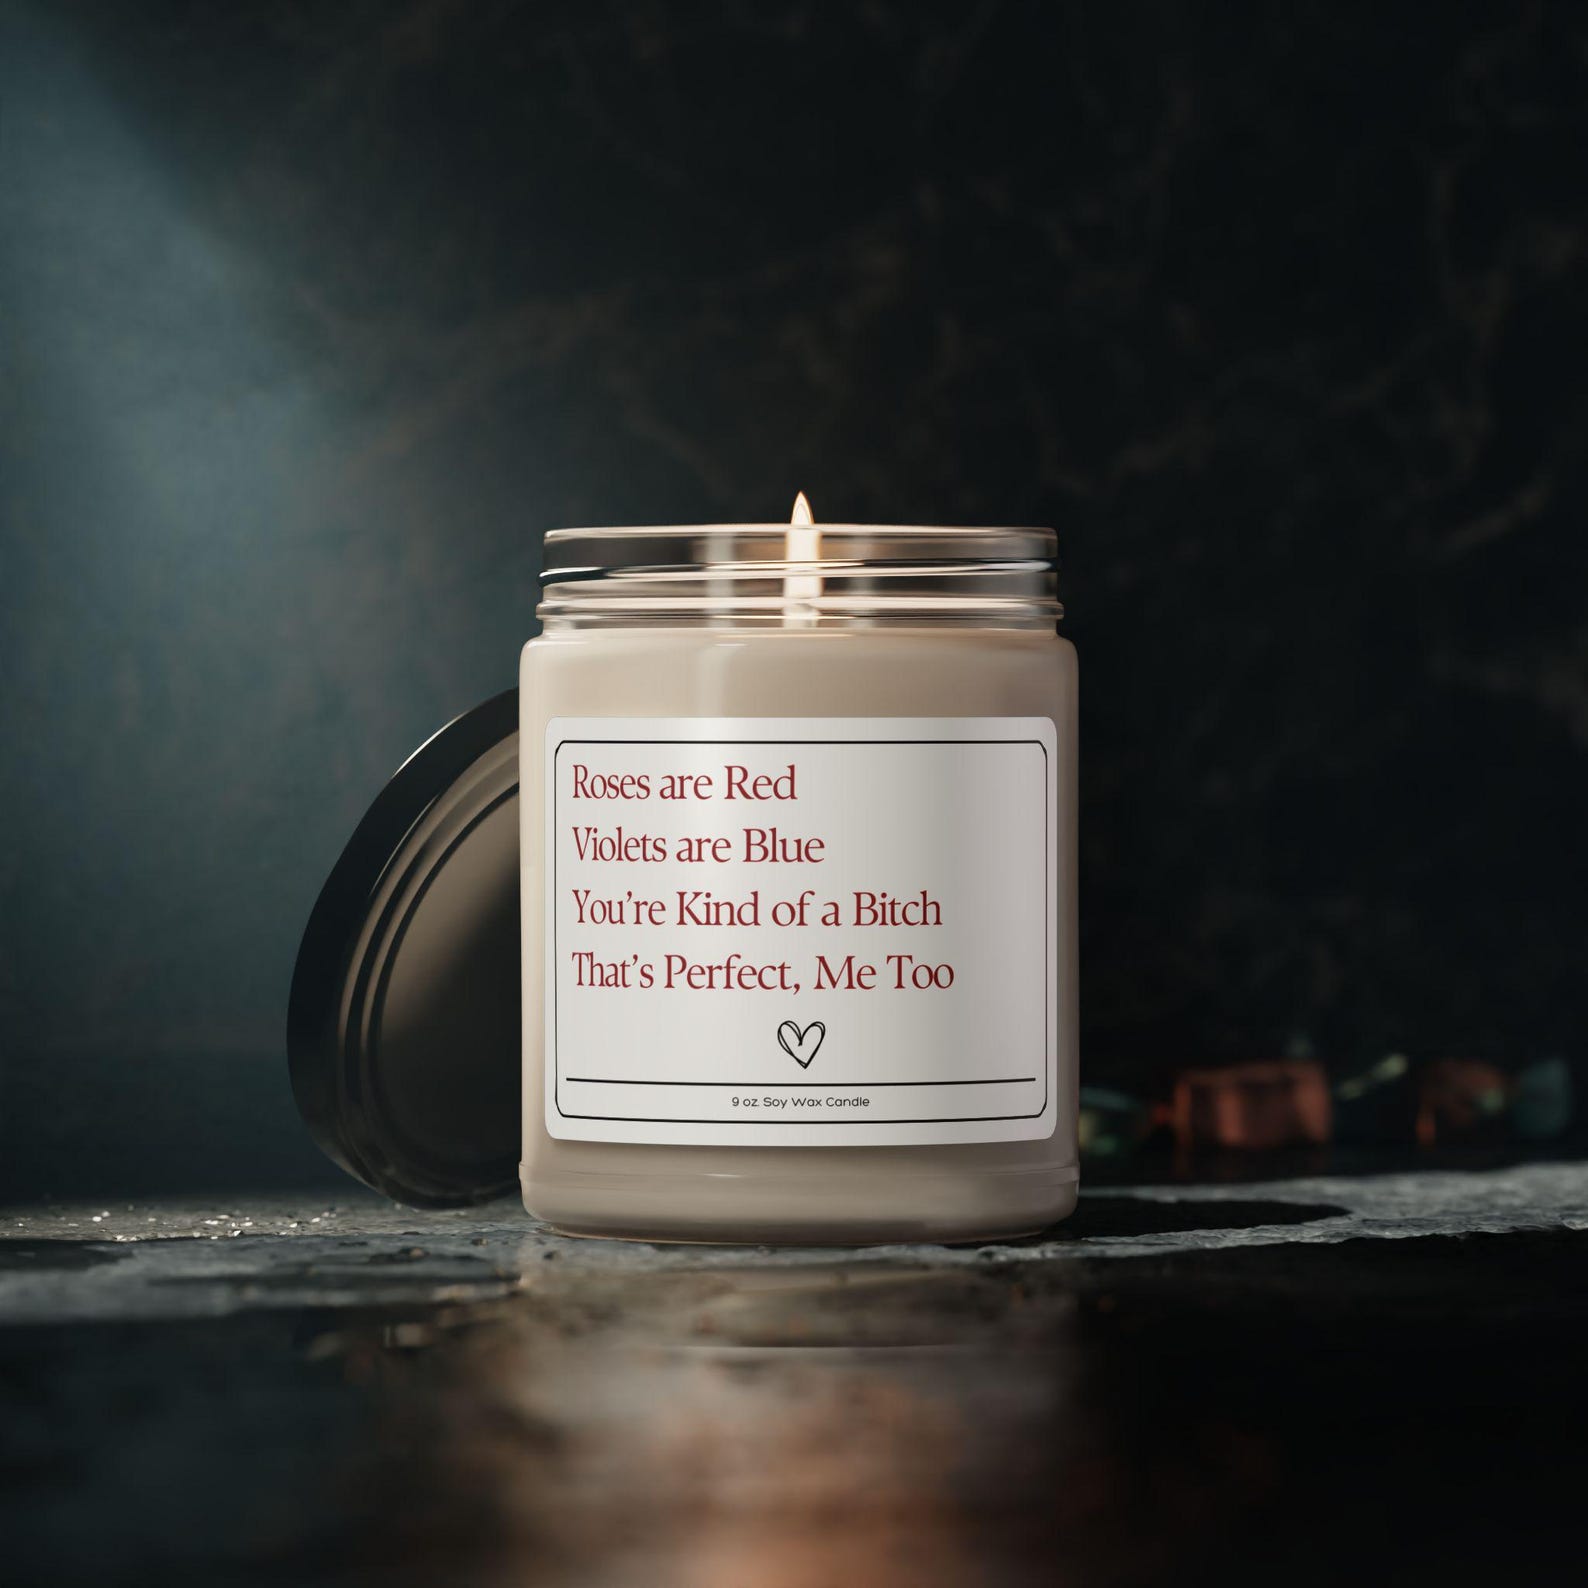 Roses are Red
Violets are Blue
You're Kind of a Bitch
That's Perfect, Me Too
9 oz. Soy Wax Candle